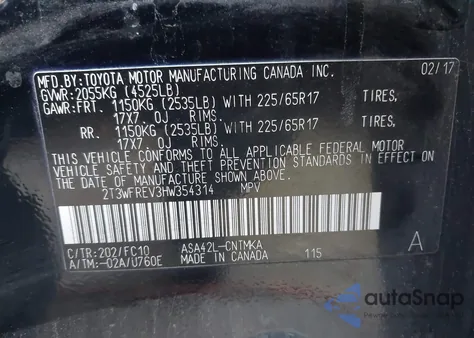 MFD.BY:TOYOTA MOTOR MANUFACTURING CANADA INC. 02/17
GVWR:2055KG (4525LB)
GAWR:FRT. 1150KG (2535LB) WITH 225/65R17 TIRES,
17X7.0J RIMS.
RR. 1150KG (2535LB) WITH 225/65R17 TIRES,
17X7.0J RIMS.
THIS VEHICLE CONFORMS TO ALL APPLICABLE FEDERAL MOTOR
VEHICLE SAFETY AND THEFT PREVENTION STANDARDS IN EFFECT
ON THE DATE OF MANUFACTURE SHOWN ABOVE.
2T3WFREV3HW354314 MPV
C/TR:202/FC10 ASA42L-CNTMKA A
A/TM:-02A/U760E MADE IN CANADA 115
autoSnap